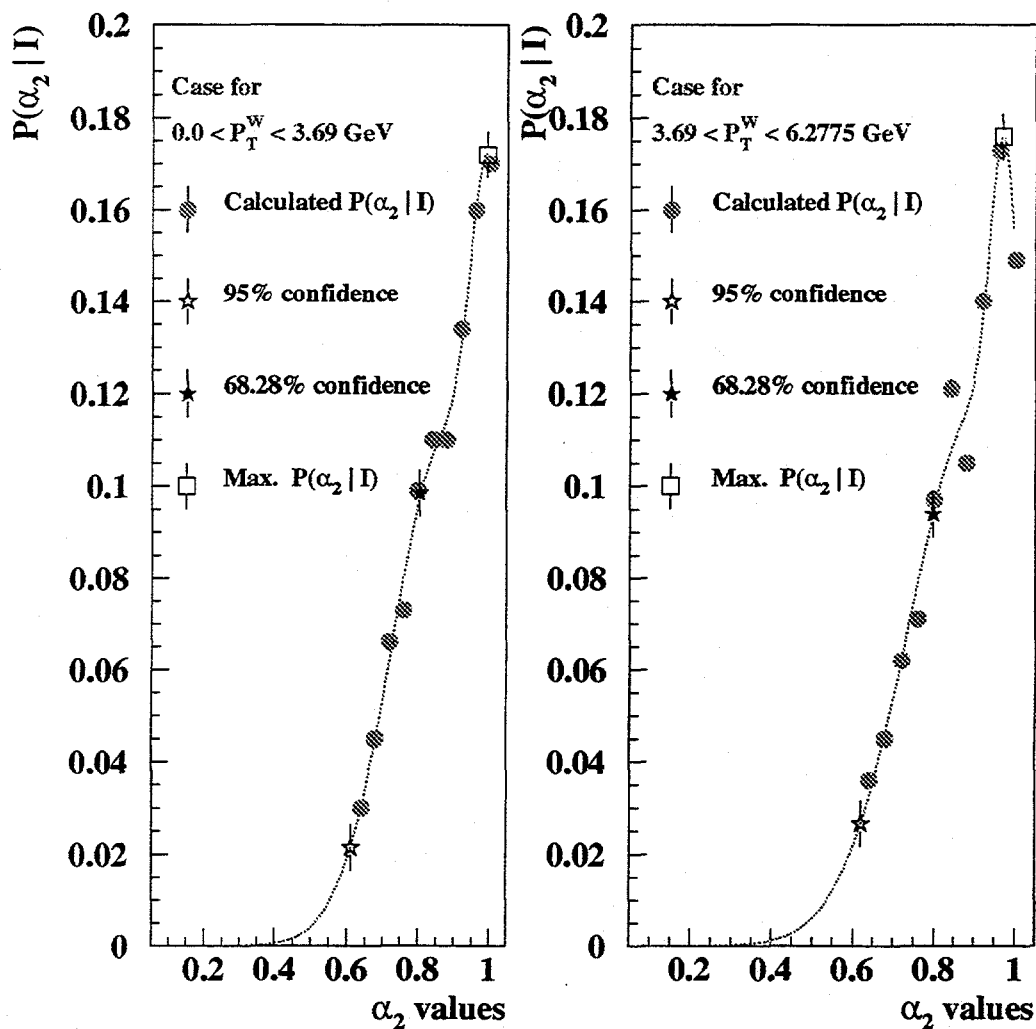 P(α₂ | I)
0.2
0.18
0.16
0.14
0.12
0.1
0.08
0.06
0.04
0.02
0
Case for
0.0 < P_T^W < 3.69 GeV
Calculated P(α₂ | I)
95% confidence
68.28% confidence
Max. P(α₂ | I)
0.2 0.4 0.6 0.8 1
α₂ values
P(α₂ | I)
0.2
0.18
0.16
0.14
0.12
0.1
0.08
0.06
0.04
0.02
0
Case for
3.69 < P_T^W < 6.2775 GeV
Calculated P(α₂ | I)
95% confidence
68.28% confidence
Max. P(α₂ | I)
0.2 0.4 0.6 0.8 1
α₂ values